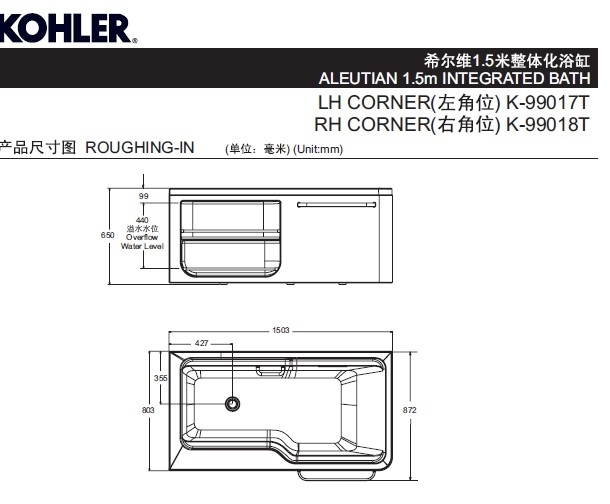 KOHLER®
希尔维1.5米整体化浴缸
ALEUTIAN 1.5m INTEGRATED BATH
LH CORNER(左角位) K-99017T
RH CORNER(右角位) K-99018T
产品尺寸图 ROUGHING-IN (单位：毫米) (Unit:mm)
99
440
溢水水位
Overflow
Water Level
650
1503
427
355
803
872